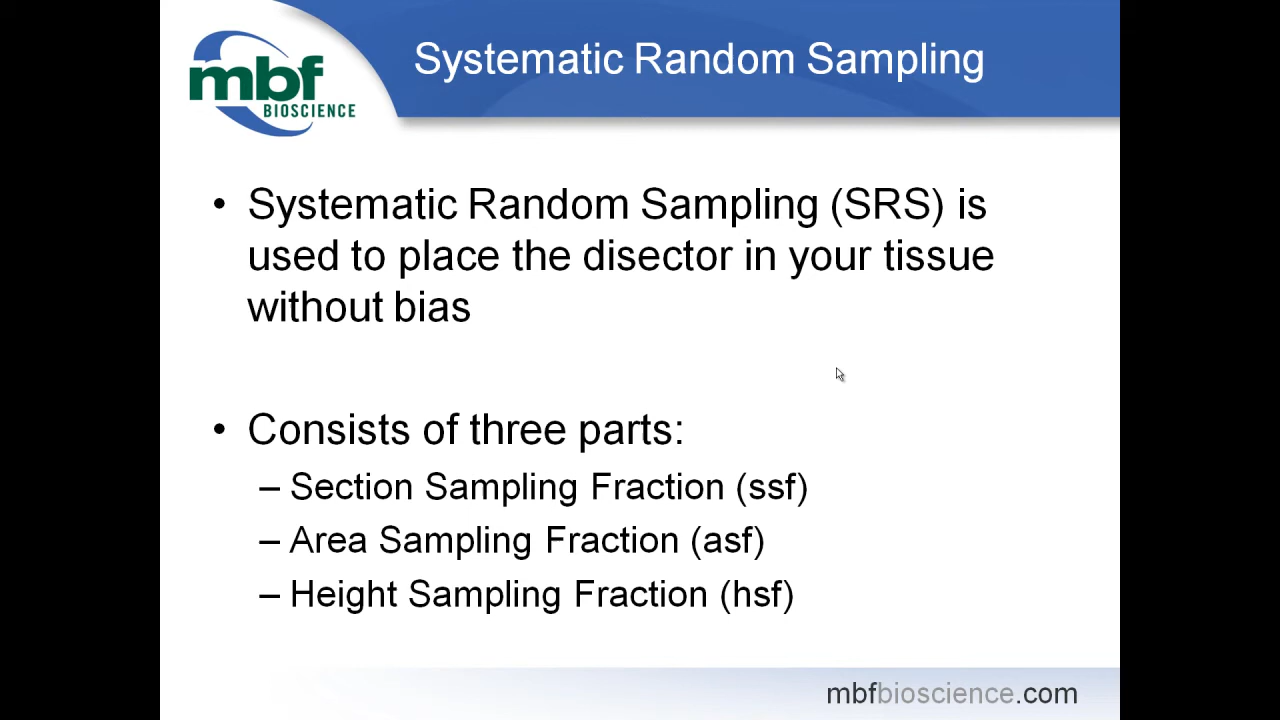 mbf
BIOSCIENCE
Systematic Random Sampling
• Systematic Random Sampling (SRS) is
used to place the disector in your tissue
without bias
• Consists of three parts:
– Section Sampling Fraction (ssf)
– Area Sampling Fraction (asf)
– Height Sampling Fraction (hsf)
mbfbioscience.com